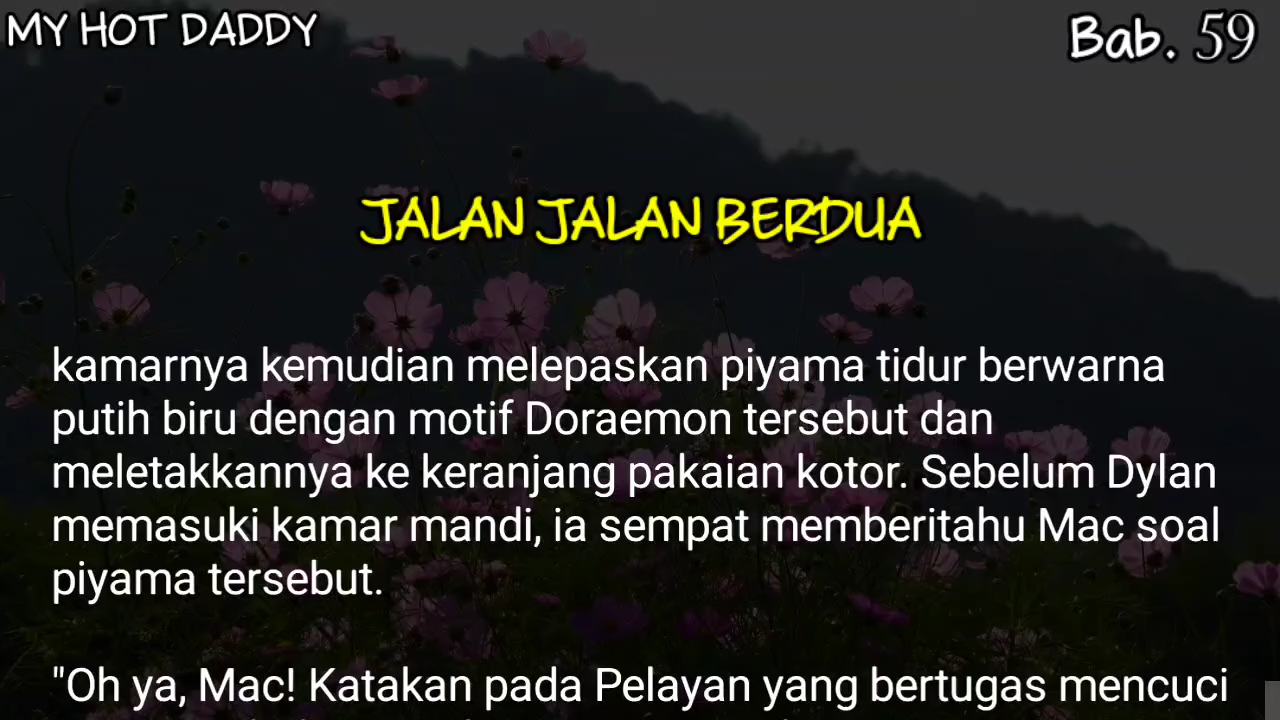 MY HOT DADDY
Bab. 59
JALAN JALAN BERDUA
kamarnya kemudian melepaskan piyama tidur berwarna
putih biru dengan motif Doraemon tersebut dan
meletakkannya ke keranjang pakaian kotor. Sebelum Dylan
memasuki kamar mandi, ia sempat memberitahu Mac soal
piyama tersebut.
"Oh ya, Mac! Katakan pada Pelayan yang bertugas mencuci